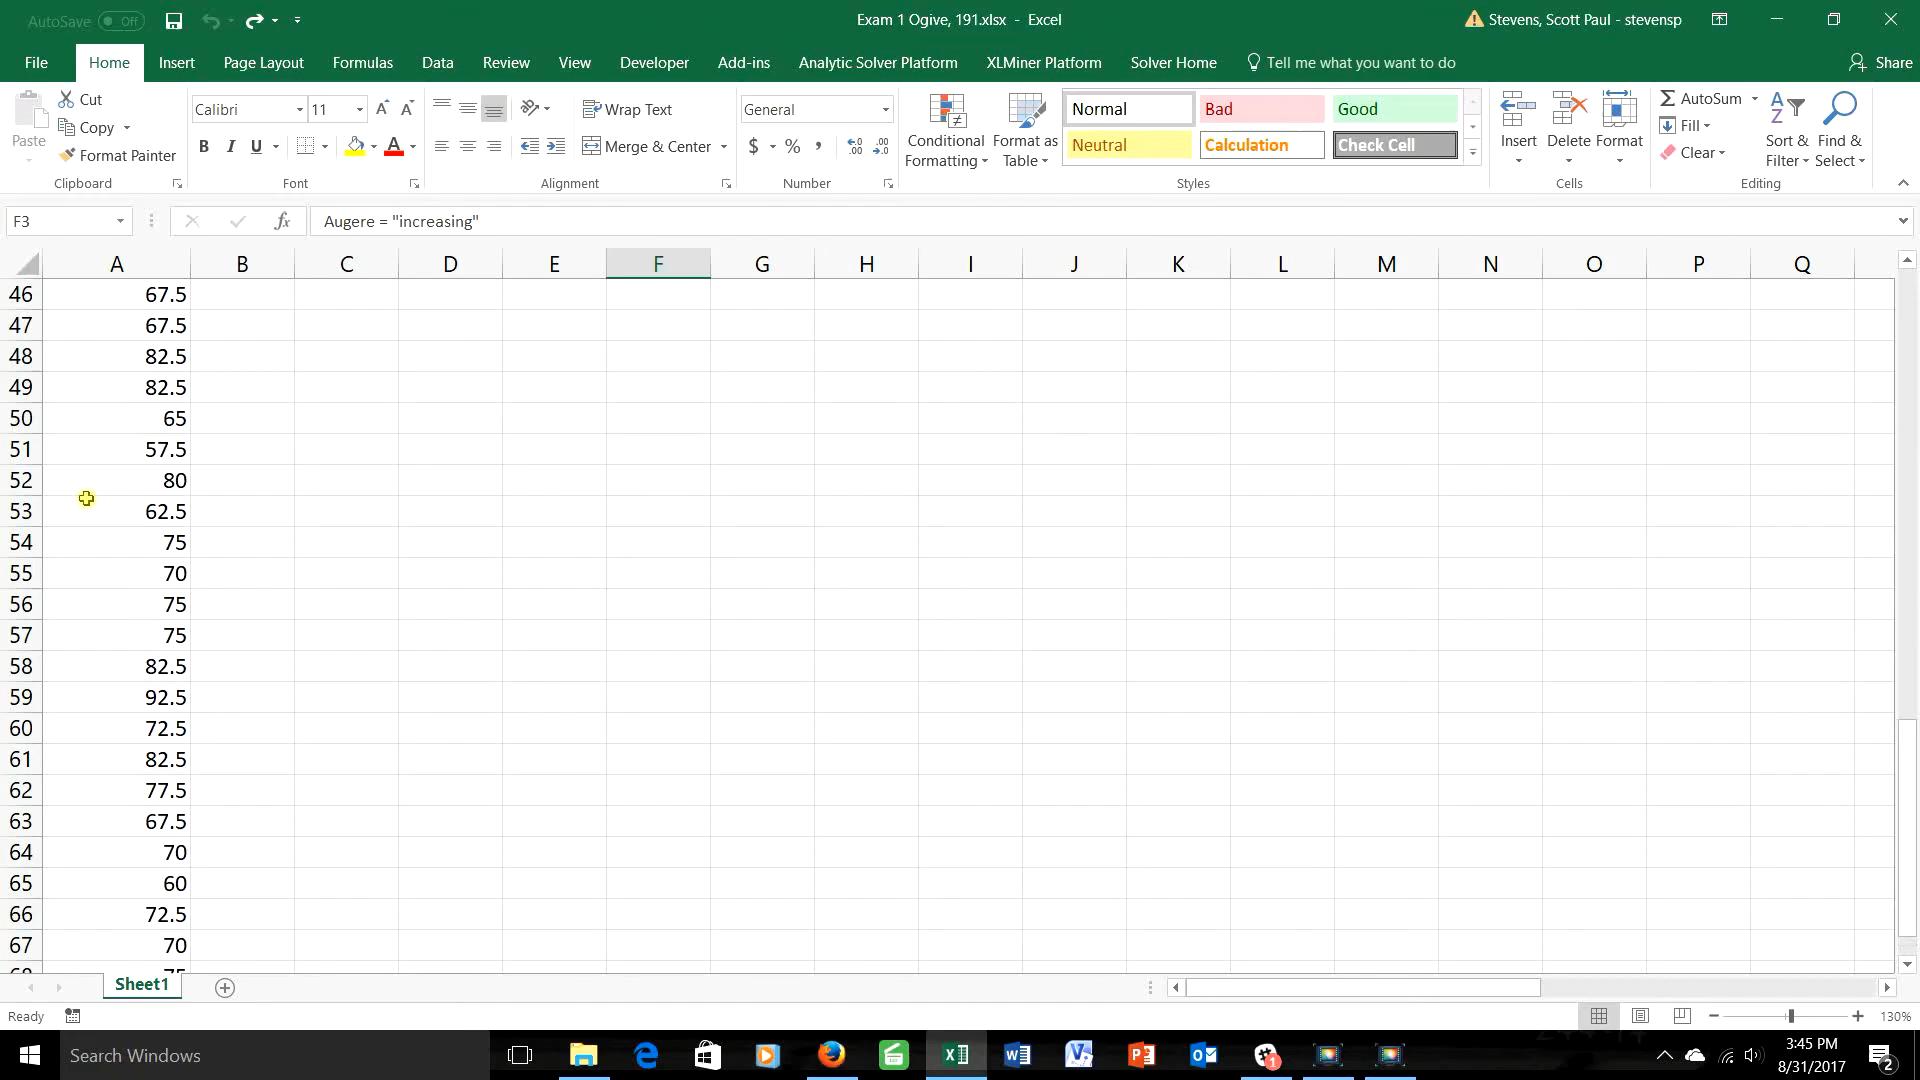 AutoSave Off
Exam 1 Ogive, 191.xlsx - Excel
Stevens, Scott Paul - stevensp
File Home Insert Page Layout Formulas Data Review View Developer Add-ins Analytic Solver Platform XLMiner Platform Solver Home Tell me what you want to do Share
Paste
Cut
Copy
Format Painter
Clipboard
Calibri 11
B I U A
Font
Wrap Text
Merge & Center
Alignment
General
$ % ,
Number
Conditional Formatting
Format as Table
Normal Bad Good
Neutral Calculation Check Cell
Styles
Insert Delete Format
Cells
AutoSum
Fill
Clear
Sort & Filter
Find & Select
Editing
F3 fx Augere = "increasing"
A B C D E F G H I J K L M N O P Q
46 67.5
47 67.5
48 82.5
49 82.5
50 65
51 57.5
52 80
53 62.5
54 75
55 70
56 75
57 75
58 82.5
59 92.5
60 72.5
61 82.5
62 77.5
63 67.5
64 70
65 60
66 72.5
67 70
68 75
Sheet1
Ready
130%
Search Windows
3:45 PM
8/31/2017